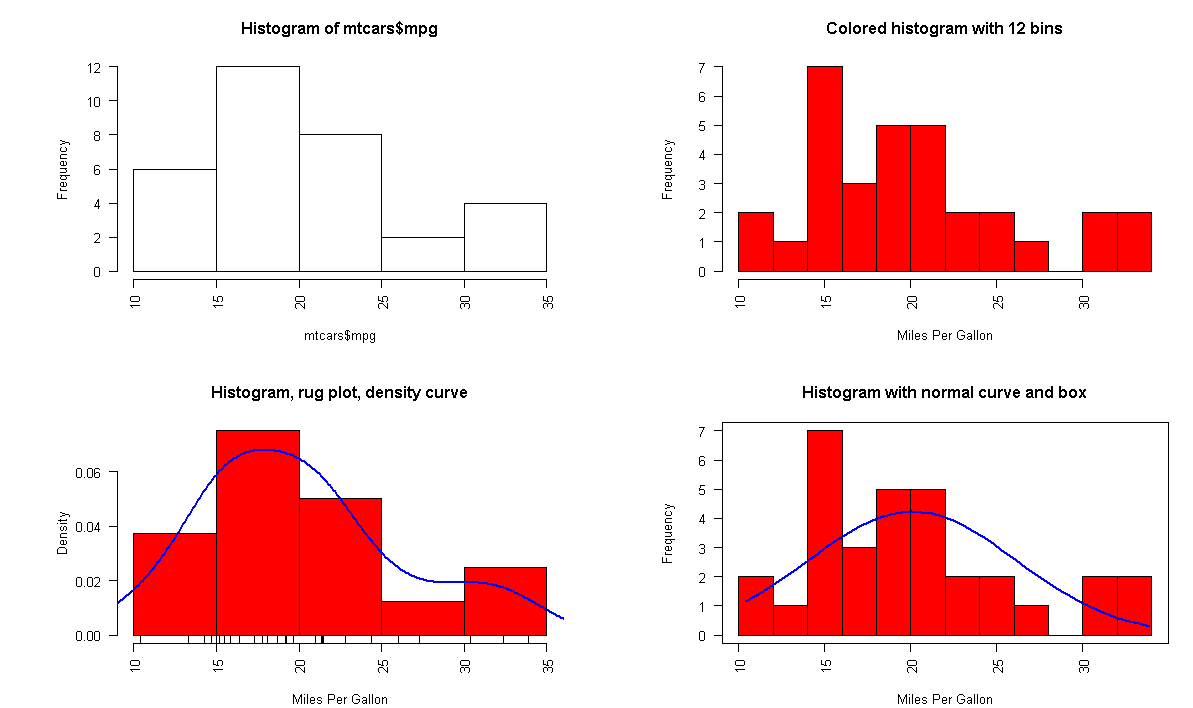 Histogram of mtcars$mpg
Frequency
12
10
8
6
4
2
0
10 15 20 25 30 35
mtcars$mpg
Colored histogram with 12 bins
Frequency
7
6
5
4
3
2
1
0
10 15 20 25 30
Miles Per Gallon
Histogram, rug plot, density curve
Density
0.06
0.04
0.02
0.00
10 15 20 25 30 35
Miles Per Gallon
Histogram with normal curve and box
Frequency
7
6
5
4
3
2
1
0
10 15 20 25 30
Miles Per Gallon